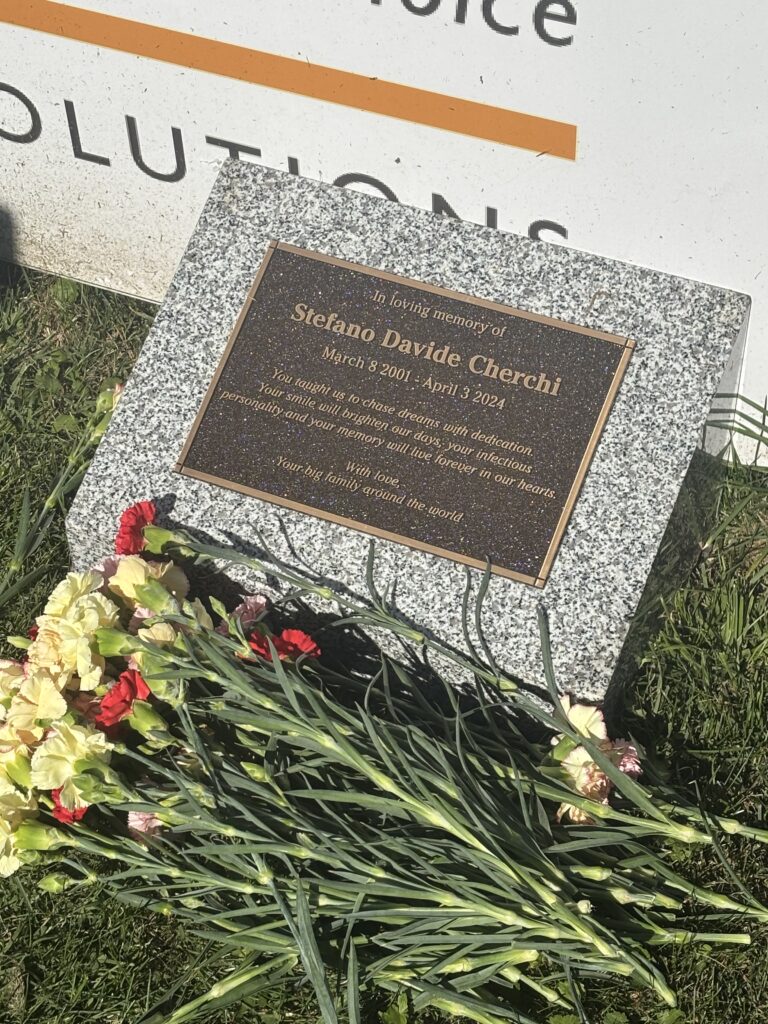 oice
OLUTIONS
In loving memory of
Stefano Davide Cherchi
March 8 2001 - April 3 2024
You taught us to chase dreams with dedication.
Your smile will brighten our days, your infectious
personality and your memory will live forever in our hearts.
With love,
Your big family around the world